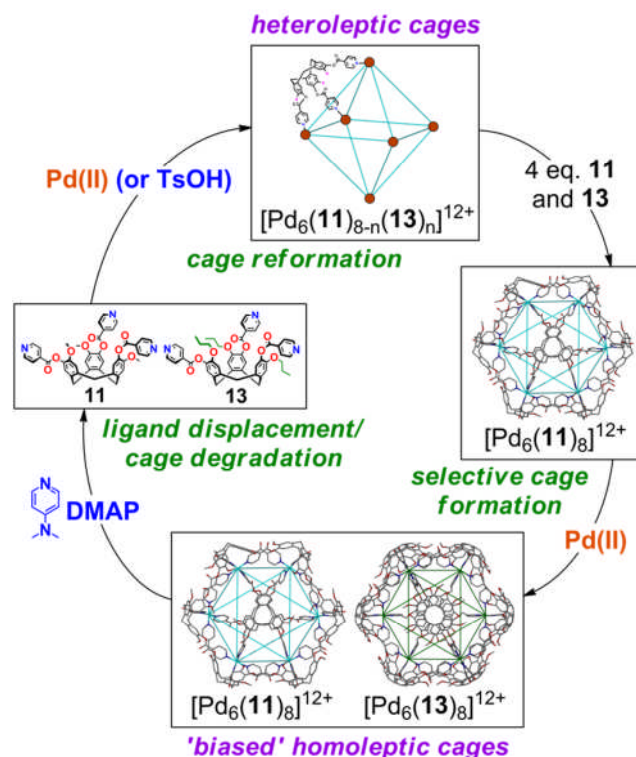 heteroleptic cages
[Pd6(11)8-n(13)n]12+
Pd(II) (or TsOH)
4 eq. 11
and 13
cage reformation
11
13
[Pd6(11)8]12+
ligand displacement/
cage degradation
selective cage
formation
N
N
DMAP
Pd(II)
[Pd6(11)8]12+
[Pd6(13)8]12+
'biased' homoleptic cages